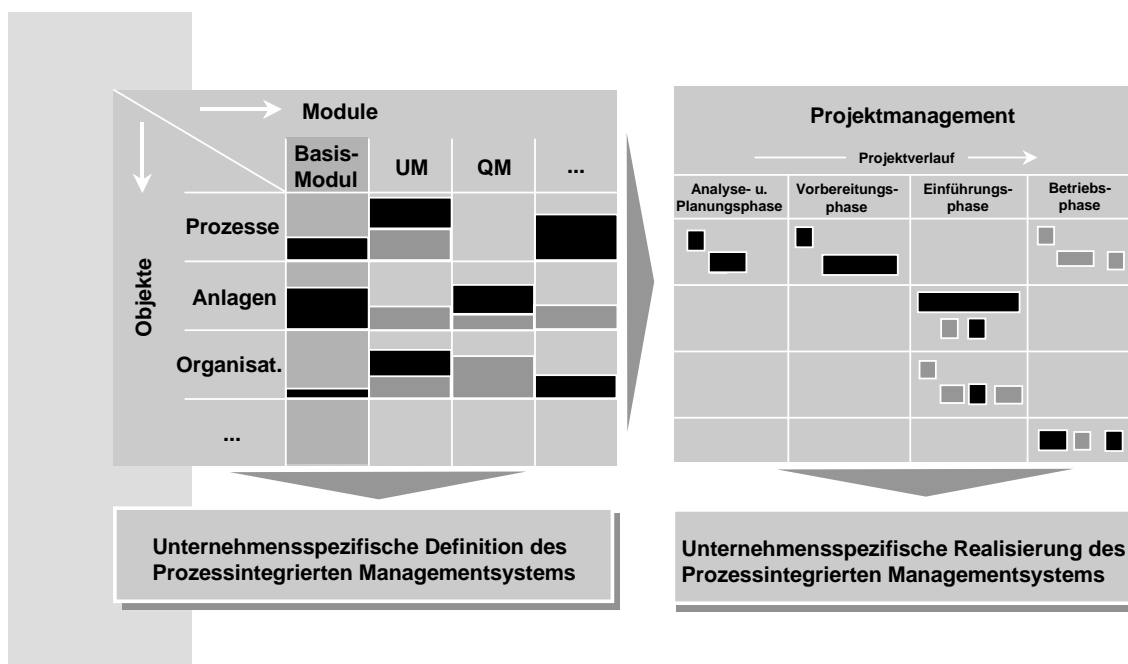 Module
Basis-
Modul
UM
QM
...
Objekte
Prozesse
Anlagen
Organisat.
...
Unternehmensspezifische Definition des
Prozessintegrierten Managementsystems
Projektmanagement
Projektverlauf
Analyse- u.
Planungsphase
Vorbereitungs-
phase
Einführungs-
phase
Betriebs-
phase
Unternehmensspezifische Realisierung des
Prozessintegrierten Managementsystems